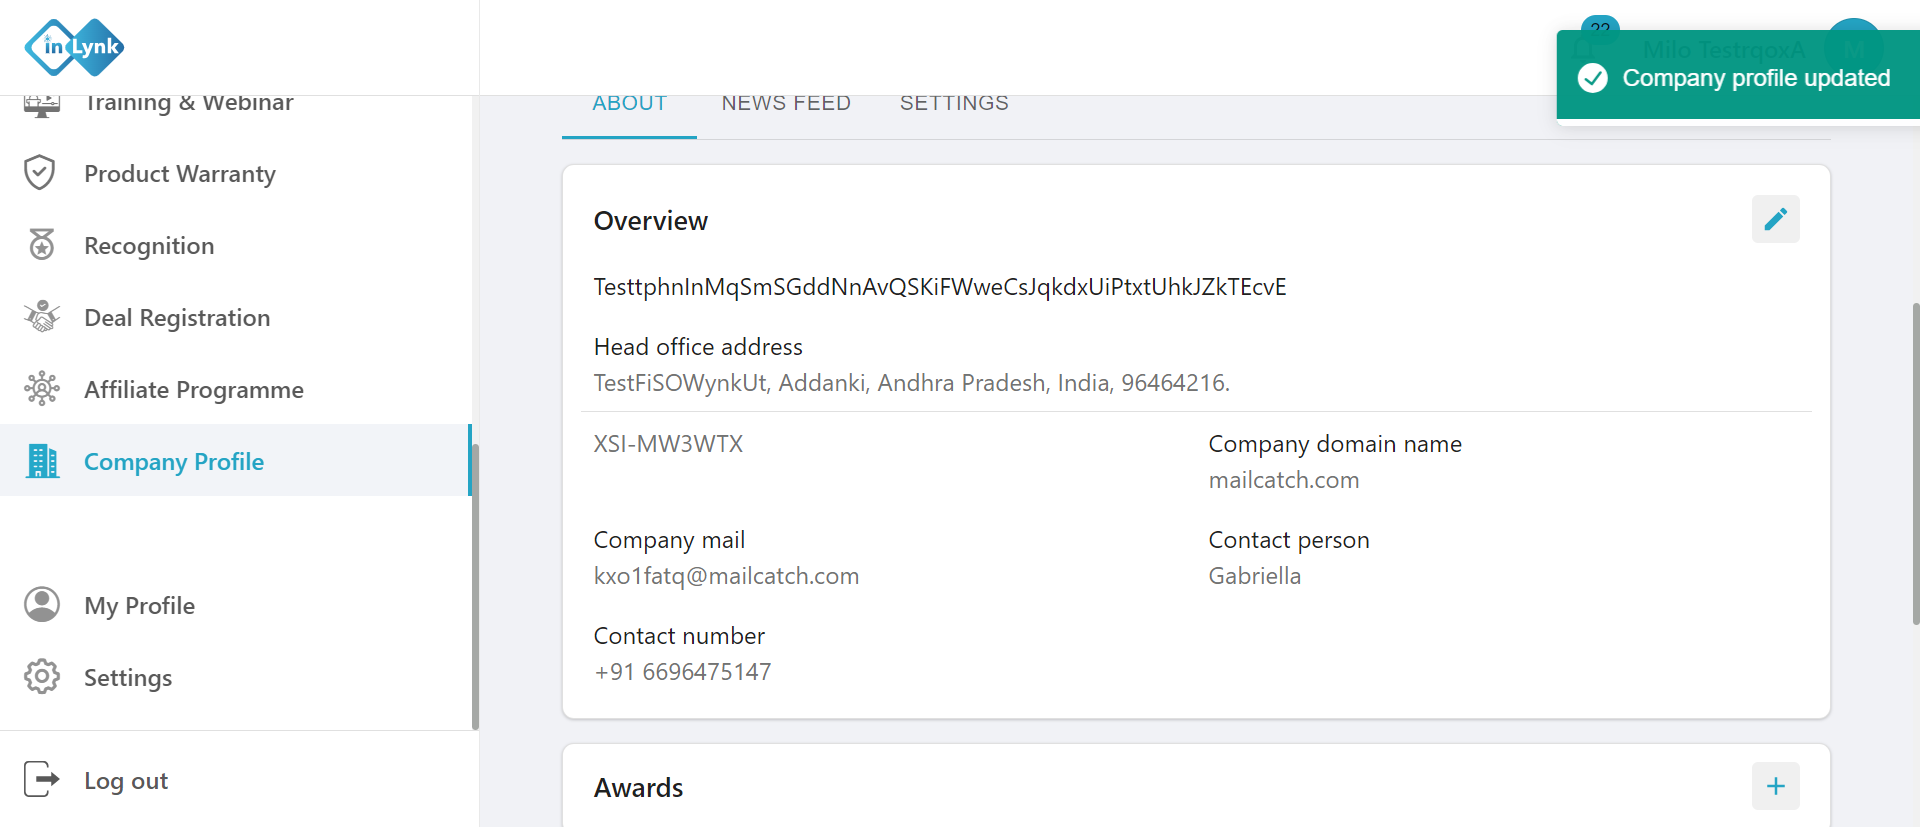 inLynk
22
Milo TestrqoxA
M
Company profile updated
Training & Webinar
Product Warranty
Recognition
Deal Registration
Affiliate Programme
Company Profile
My Profile
Settings
Log out
ABOUT NEWS FEED SETTINGS
Overview
TesttphnInMqSmSGddNnAvQSKiFWweCsJqkdxUiPtxtUhkJZkTEcvE
Head office address
TestFiSOWynkUt, Addanki, Andhra Pradesh, India, 96464216.
XSI-MW3WTX
Company domain name
mailcatch.com
Company mail
kxo1fatq@mailcatch.com
Contact person
Gabriella
Contact number
+91 6696475147
Awards